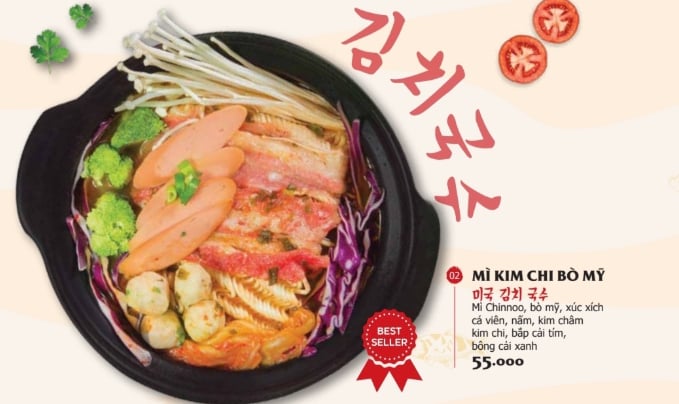 김치국수
02 MÌ KIM CHI BÒ MỸ
미국 김치 국수
Mì Chinnoo, bò mỹ, xúc xích
cá viên, nấm, kim châm
kim chi, bắp cải tím,
bông cải xanh
55.000
BEST
SELLER